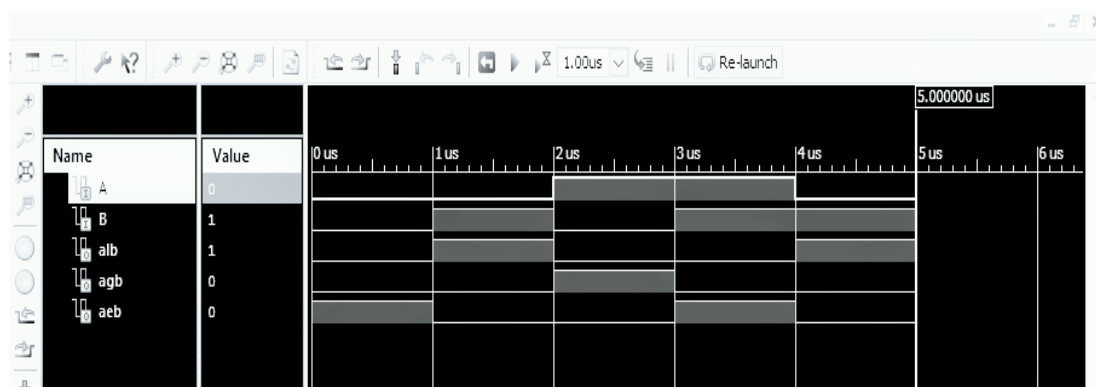 1.00us Re-launch
5.000000 us
Name Value 0 us 1 us 2 us 3 us 4 us 5 us 6 us
A 0
B 1
alb 1
agb 0
aeb 0